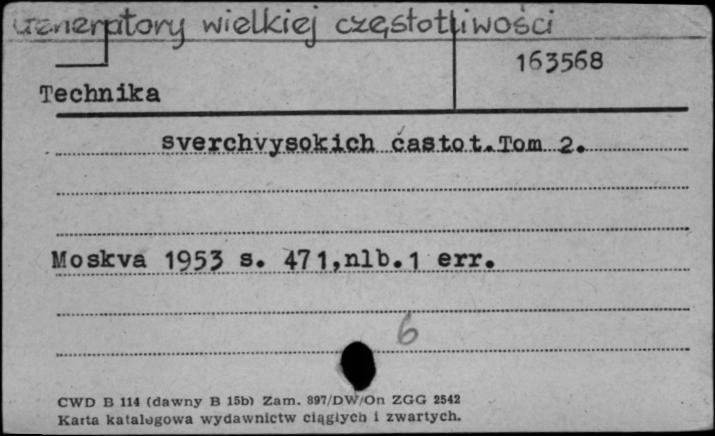 Generatory wielkiej częstotliwości
163568
Technika
sverchvysokich ćastot.Tom 2.
Moskva 1953 s. 471,nlb.1 err.
6
CWD B 114 (dawny B 15b) Zam. 897/DW/On ZGG 2542
Karta katalogowa wydawnictw ciągłych i zwartych.